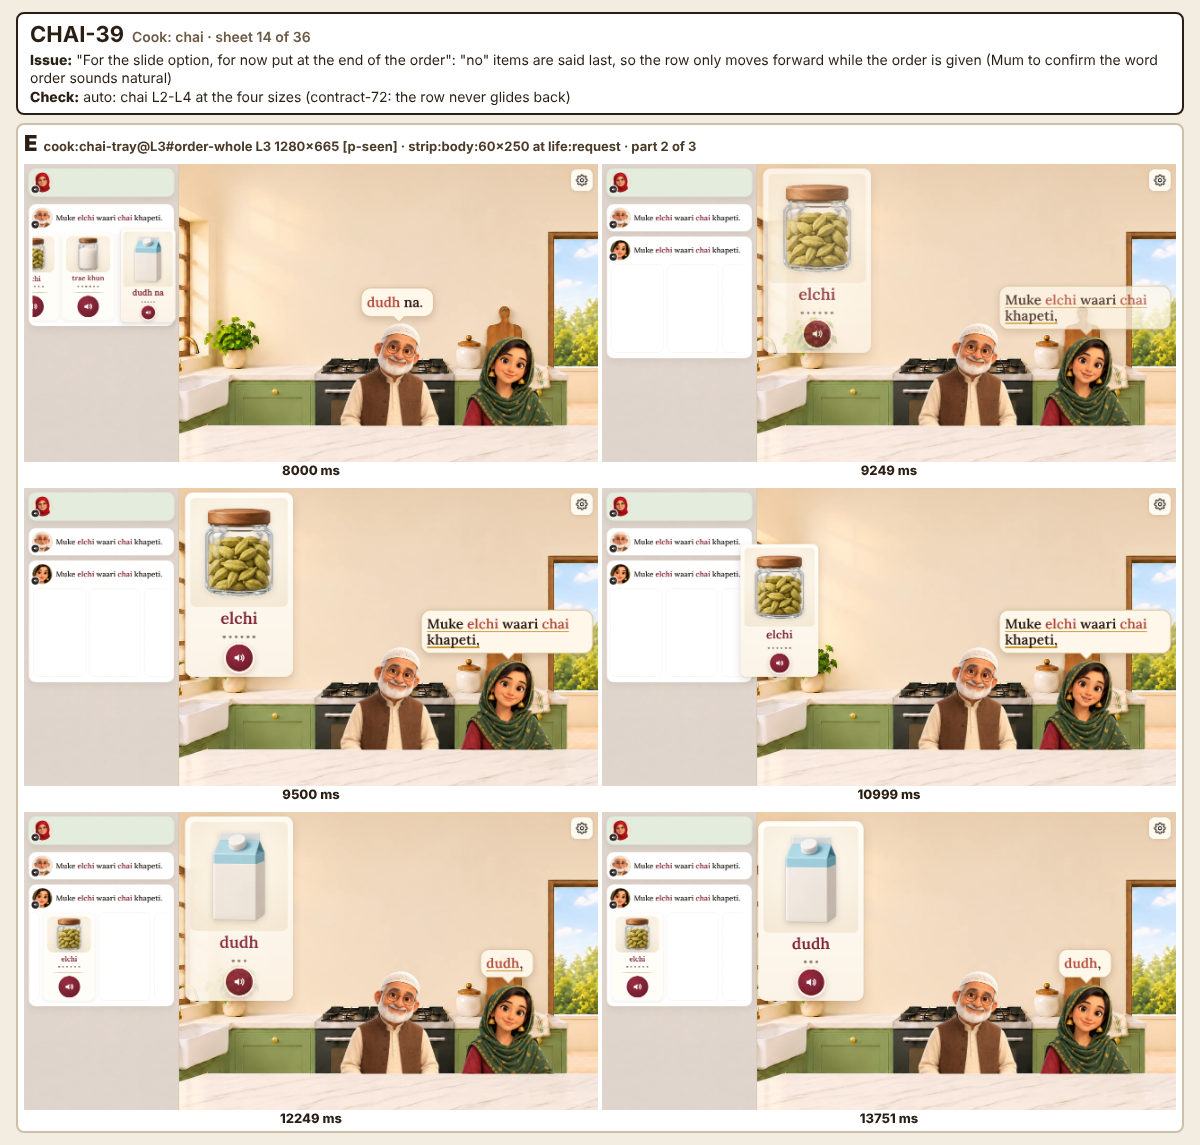 CHAI-39 Cook: chai · sheet 14 of 36
Issue: "For the slide option, for now put at the end of the order": "no" items are said last, so the row only moves forward while the order is given (Mum to confirm the word
order sounds natural)
Check: auto: chai L2-L4 at the four sizes (contract-72: the row never glides back)
E cook:chai-tray@L3#order-whole L3 1280×665 [p-seen] · strip:body:60×250 at life:request · part 2 of 3
Muke elchi waari chai khapeti.
chi
trae khun
dudh na
dudh na.
8000 ms
Muke elchi waari chai khapeti.
Muke elchi waari chai khapeti.
elchi
Muke elchi waari chai
khapeti,
9249 ms
Muke elchi waari chai khapeti.
Muke elchi waari chai khapeti.
elchi
Muke elchi waari chai
khapeti,
9500 ms
Muke elchi waari chai khapeti.
Muke elchi waari chai khapeti.
elchi
Muke elchi waari chai
khapeti,
10999 ms
Muke elchi waari chai khapeti.
Muke elchi waari chai khapeti.
elchi
dudh
dudh,
12249 ms
Muke elchi waari chai khapeti.
Muke elchi waari chai khapeti.
elchi
dudh
dudh,
13751 ms